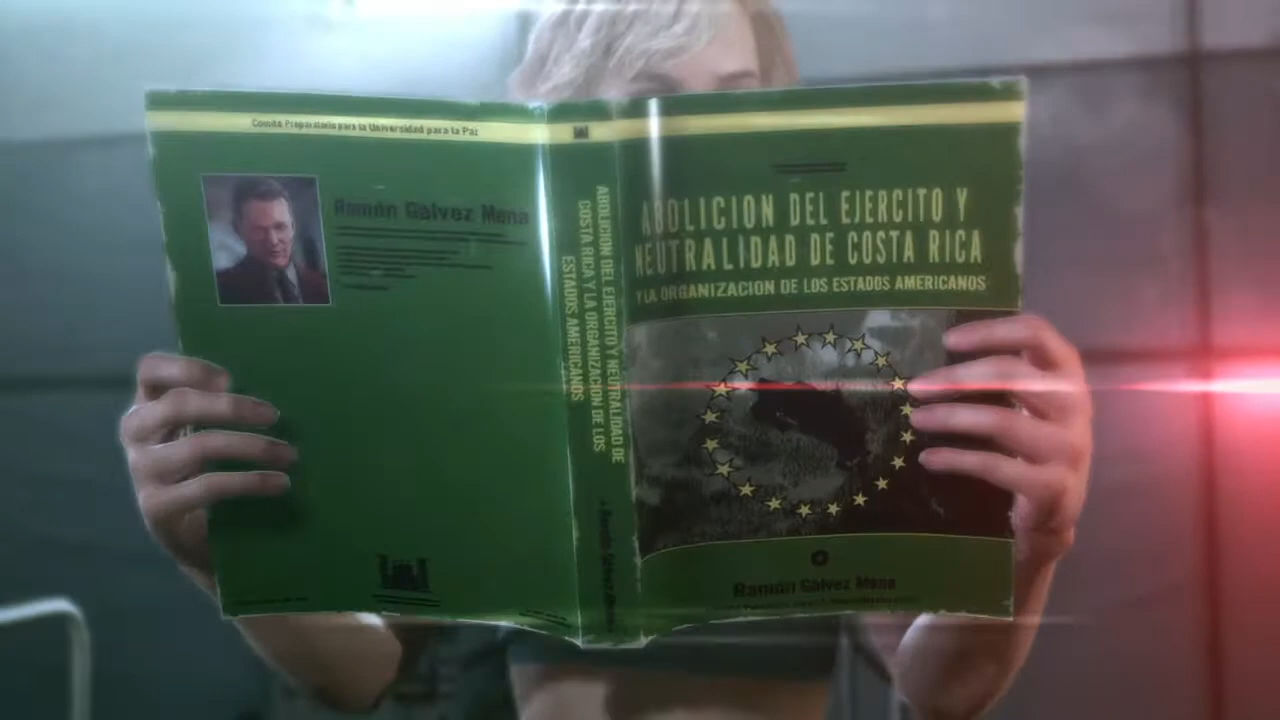 Comité Preparatorio para la Universidad para la Paz
Ramón Gálvez Mena
ABOLICION DEL EJERCITO Y NEUTRALIDAD DE
COSTA RICA Y LA ORGANIZACION DE LOS
ESTADOS AMERICANOS
ABOLICION DEL EJERCITO Y
NEUTRALIDAD DE COSTA RICA
Y LA ORGANIZACION DE LOS ESTADOS AMERICANOS
Ramón Gálvez Mena